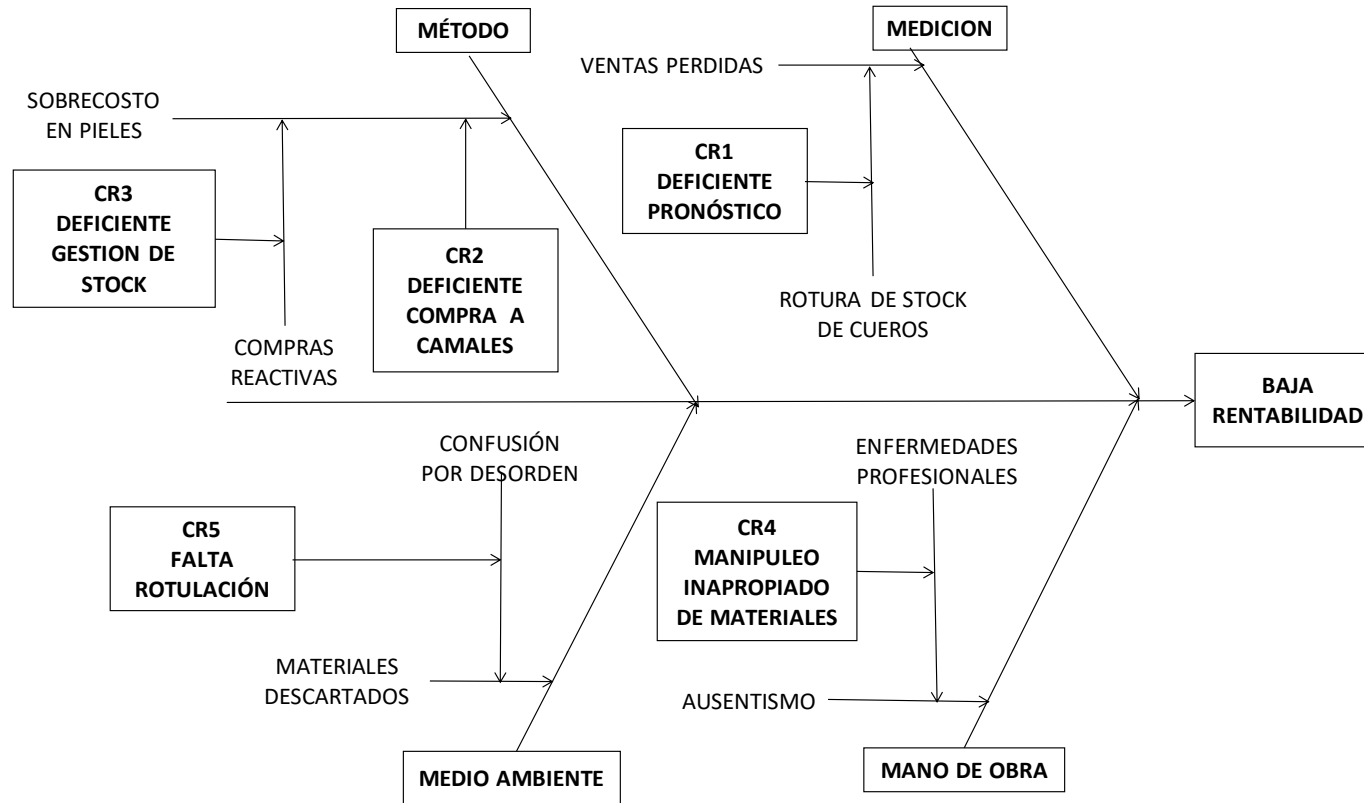 MÉTODO
MEDICION
VENTAS PERDIDAS
SOBRECOSTO
EN PIELES
CR1
DEFICIENTE
PRONÓSTICO
CR3
DEFICIENTE
GESTION DE
STOCK
CR2
DEFICIENTE
COMPRA A
CAMALES
ROTURA DE STOCK
DE CUEROS
COMPRAS
REACTIVAS
BAJA
RENTABILIDAD
CONFUSIÓN
POR DESORDEN
ENFERMEDADES
PROFESIONALES
CR5
FALTA
ROTULACIÓN
CR4
MANIPULEO
INAPROPIADO
DE MATERIALES
MATERIALES
DESCARTADOS
AUSENTISMO
MEDIO AMBIENTE
MANO DE OBRA